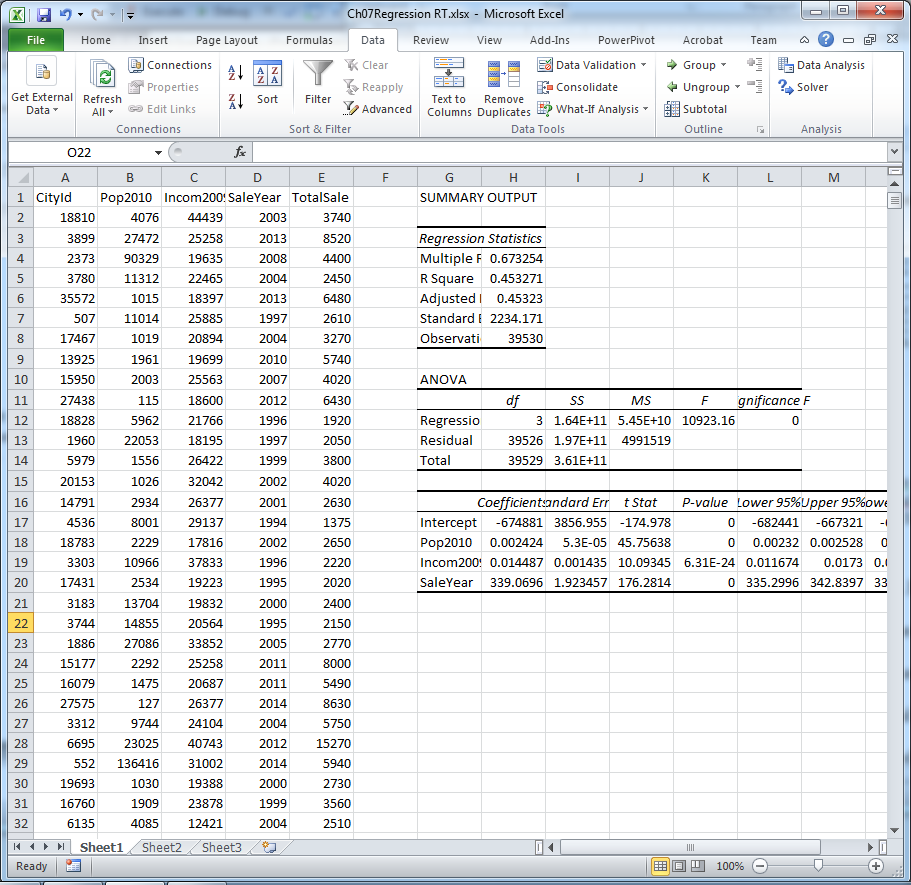 Ch07Regression RT.xlsx - Microsoft Excel
File Home Insert Page Layout Formulas Data Review View Add-Ins PowerPivot Acrobat Team
Get External Data
Refresh All
Connections
Properties
Edit Links
Connections
Sort
Filter
Clear
Reapply
Advanced
Sort & Filter
Text to Columns
Remove Duplicates
Data Validation
Consolidate
What-If Analysis
Data Tools
Group
Ungroup
Subtotal
Outline
Data Analysis
Solver
Analysis
O22 fx
A B C D E F G H I J K L M
1 CityId Pop2010 Incom2009 SaleYear TotalSale SUMMARY OUTPUT
2 18810 4076 44439 2003 3740
3 3899 27472 25258 2013 8520 Regression Statistics
4 2373 90329 19635 2008 4400 Multiple R 0.673254
5 3780 11312 22465 2004 2450 R Square 0.453271
6 35572 1015 18397 2013 6480 Adjusted 0.45323
7 507 11014 25885 1997 2610 Standard E 2234.171
8 17467 1019 20894 2004 3270 Observati 39530
9 13925 1961 19699 2010 5740
10 15950 2003 25563 2007 4020 ANOVA
11 27438 115 18600 2012 6430 df SS MS F gnificance F
12 18828 5962 21766 1996 1920 Regressio 3 1.64E+11 5.45E+10 10923.16 0
13 1960 22053 18195 1997 2050 Residual 39526 1.97E+11 4991519
14 5979 1556 26422 1999 3800 Total 39529 3.61E+11
15 20153 1026 32042 2002 4020
16 14791 2934 26377 2001 2630 Coefficients andard Err t Stat P-value Lower 95% Upper 95% owe
17 4536 8001 29137 1994 1375 Intercept -674881 3856.955 -174.978 0 -682441 -667321 -6
18 18783 2229 17816 2002 2650 Pop2010 0.002424 5.3E-05 45.75638 0 0.00232 0.002528 0.
19 3303 10966 37833 1996 2220 Incom2009 0.014487 0.001435 10.09345 6.31E-24 0.011674 0.0173 0.0
20 17431 2534 19223 1995 2020 SaleYear 339.0696 1.923457 176.2814 0 335.2996 342.8397 33
21 3183 13704 19832 2000 2400
22 3744 14855 20564 1995 2150
23 1886 27086 33852 2005 2770
24 15177 2292 25258 2011 8000
25 16079 1475 20687 2011 5490
26 27575 127 26377 2014 8630
27 3312 9744 24104 2004 5750
28 6695 23025 40743 2012 15270
29 552 136416 31002 2014 5940
30 19693 1030 19388 2000 2730
31 16760 1909 23878 1999 3560
32 6135 4085 12421 2004 2510
Sheet1 Sheet2 Sheet3
Ready 100%